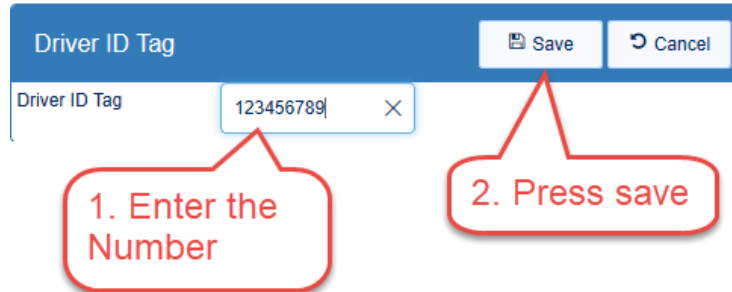 Driver ID Tag
Save
Cancel
Driver ID Tag
123456789
1. Enter the
Number
2. Press save